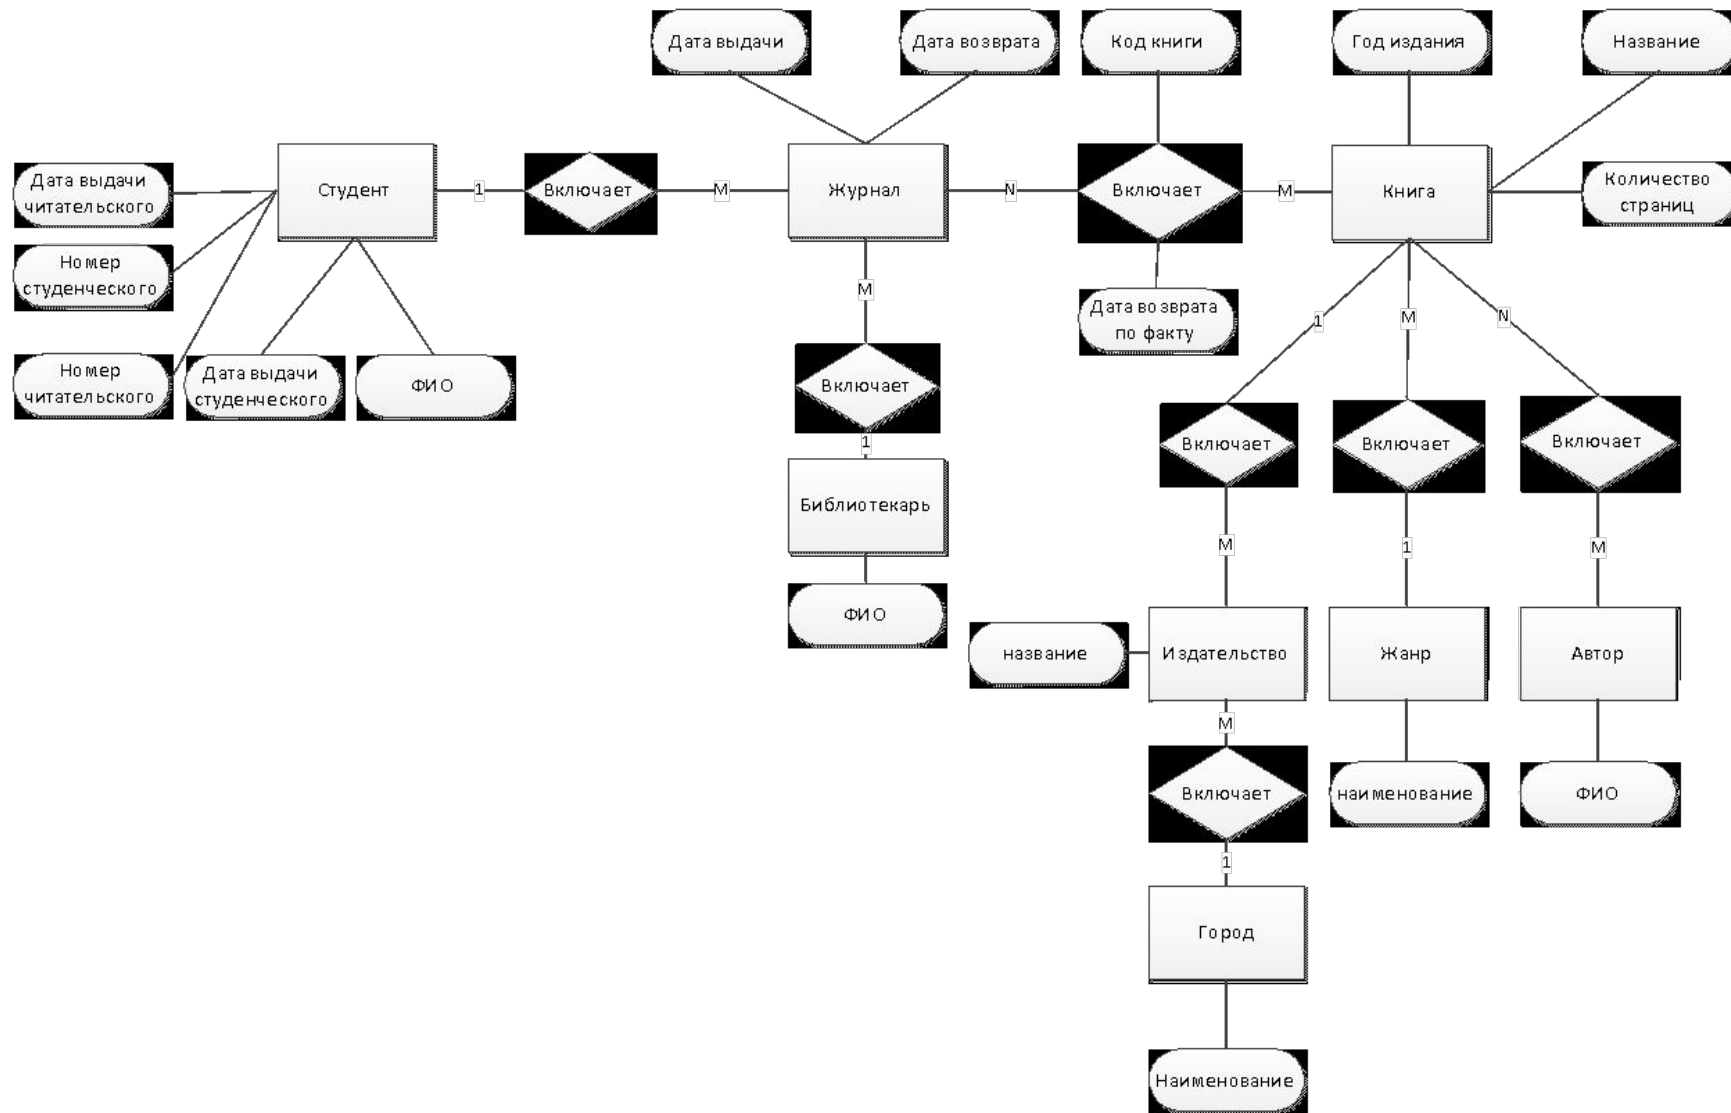 Дата выдачи
Дата возврата
Код книги
Год издания
Название
Дата выдачи
читательского
Студент
1
Включает
М
Журнал
N
Включает
М
Книга
Количество
страниц
Номер
студенческого
М
Дата возврата
по факту
1
М
N
Номер
читательского
Дата выдачи
студенческого
ФИО
Включает
1
Включает
Включает
Включает
Библиотекарь
М
1
М
ФИО
название
Издательство
Жанр
Автор
М
Включает
наименование
ФИО
1
Город
Наименование